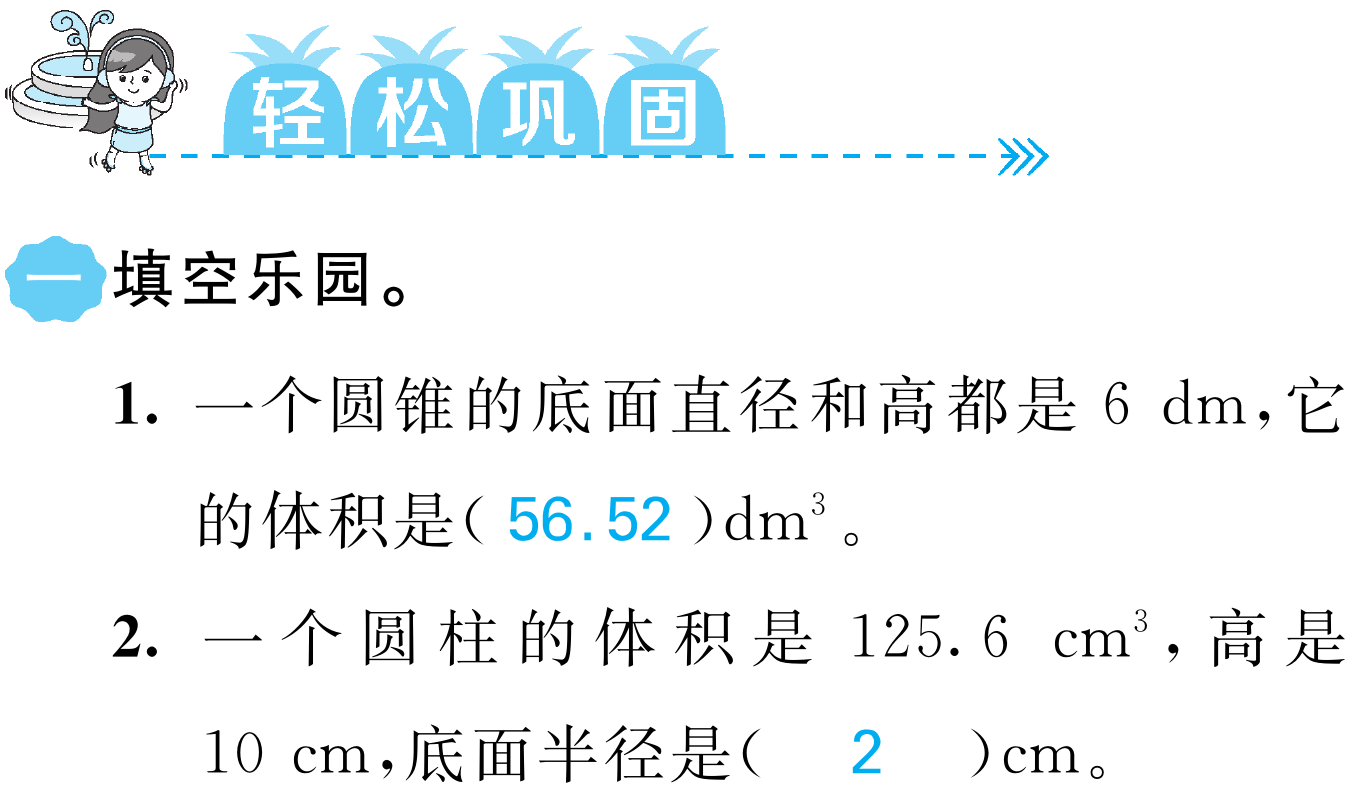 轻松巩固
一 填空乐园。
1. 一个圆锥的底面直径和高都是 6 dm,它
的体积是( 56.52 )dm³。
2. 一个圆柱的体积是 125.6 cm³,高是
10 cm,底面半径是( 2 )cm。